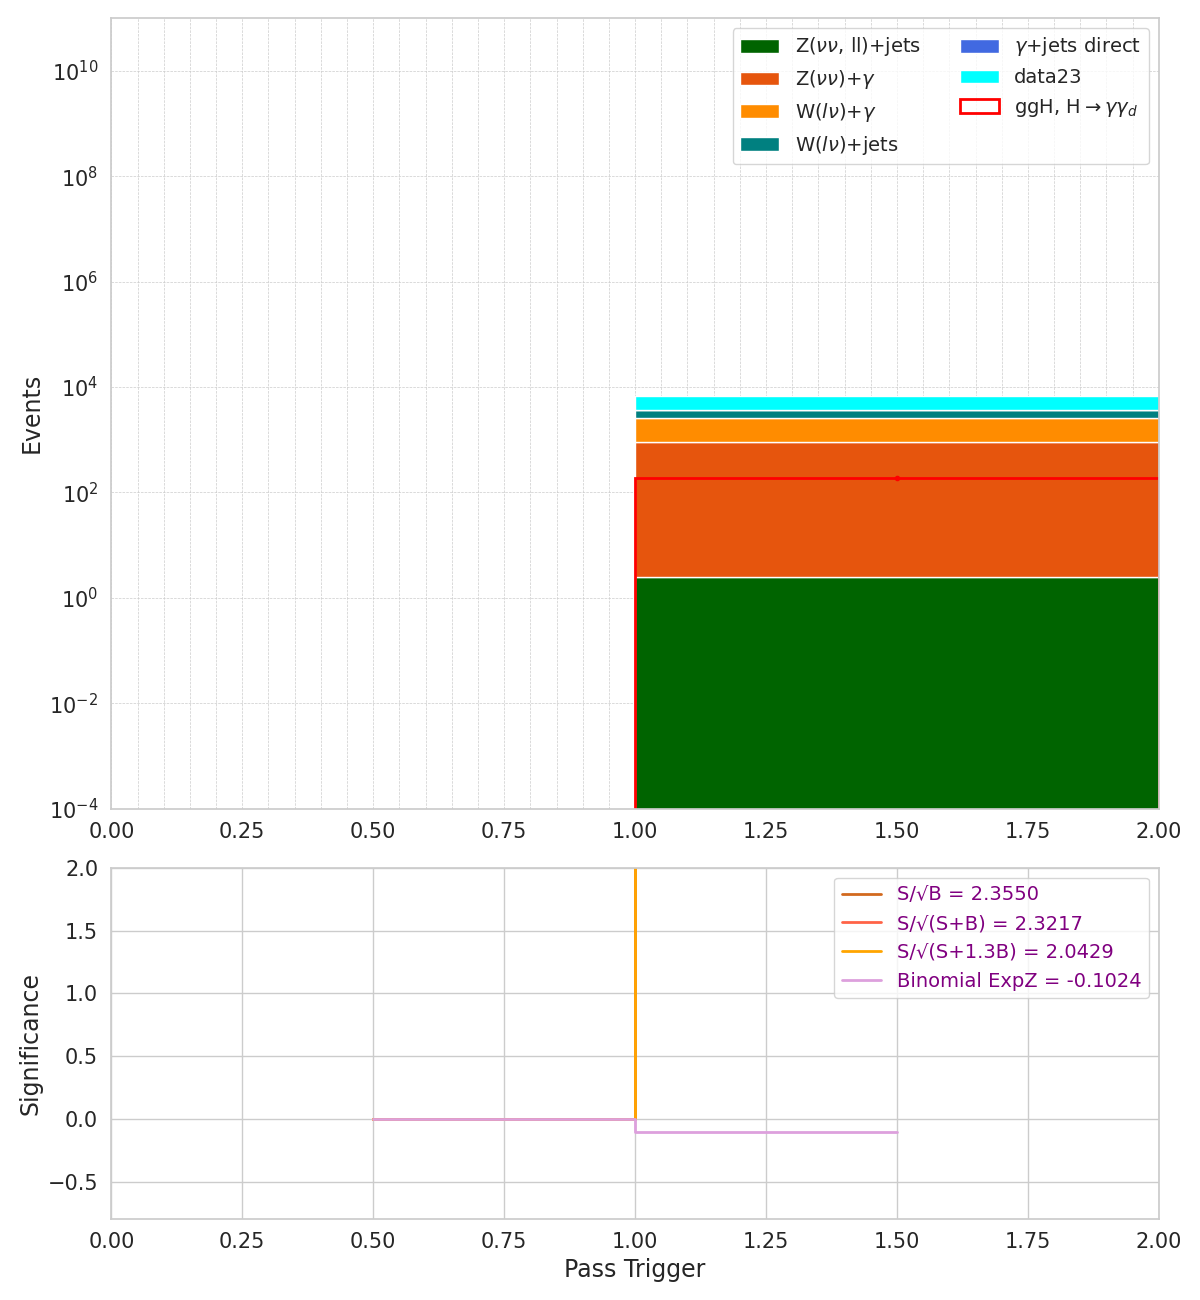 Z(νν, ll)+jets
Z(νν)+γ
W(lν)+γ
W(lν)+jets
γ+jets direct
data23
ggH, H→γγ_d
Events
10^10
10^8
10^6
10^4
10^2
10^0
10^−2
10^−4
0.00 0.25 0.50 0.75 1.00 1.25 1.50 1.75 2.00
S/√B = 2.3550
S/√(S+B) = 2.3217
S/√(S+1.3B) = 2.0429
Binomial ExpZ = -0.1024
Significance
2.0
1.5
1.0
0.5
0.0
−0.5
0.00 0.25 0.50 0.75 1.00 1.25 1.50 1.75 2.00
Pass Trigger